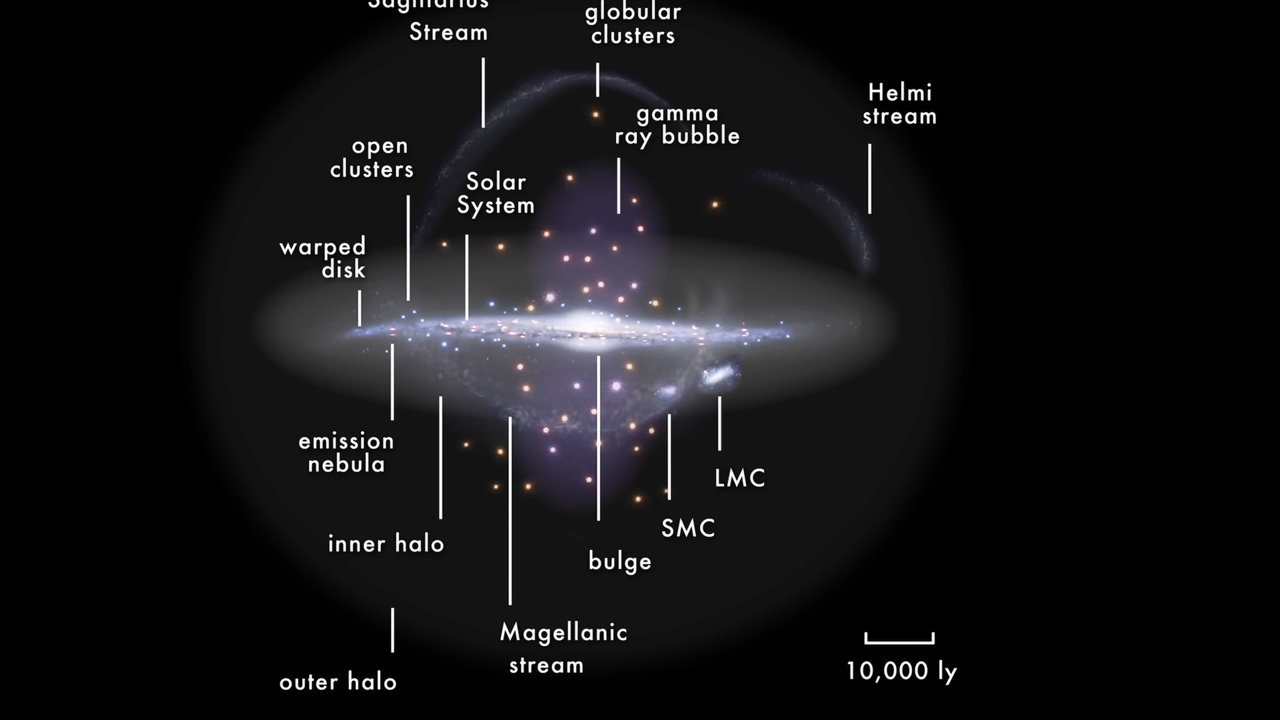 Sagittarius
Stream
globular
clusters
Helmi
stream
gamma
ray bubble
open
clusters
Solar
System
warped
disk
emission
nebula
LMC
SMC
inner halo
bulge
Magellanic
stream
outer halo
10,000 ly